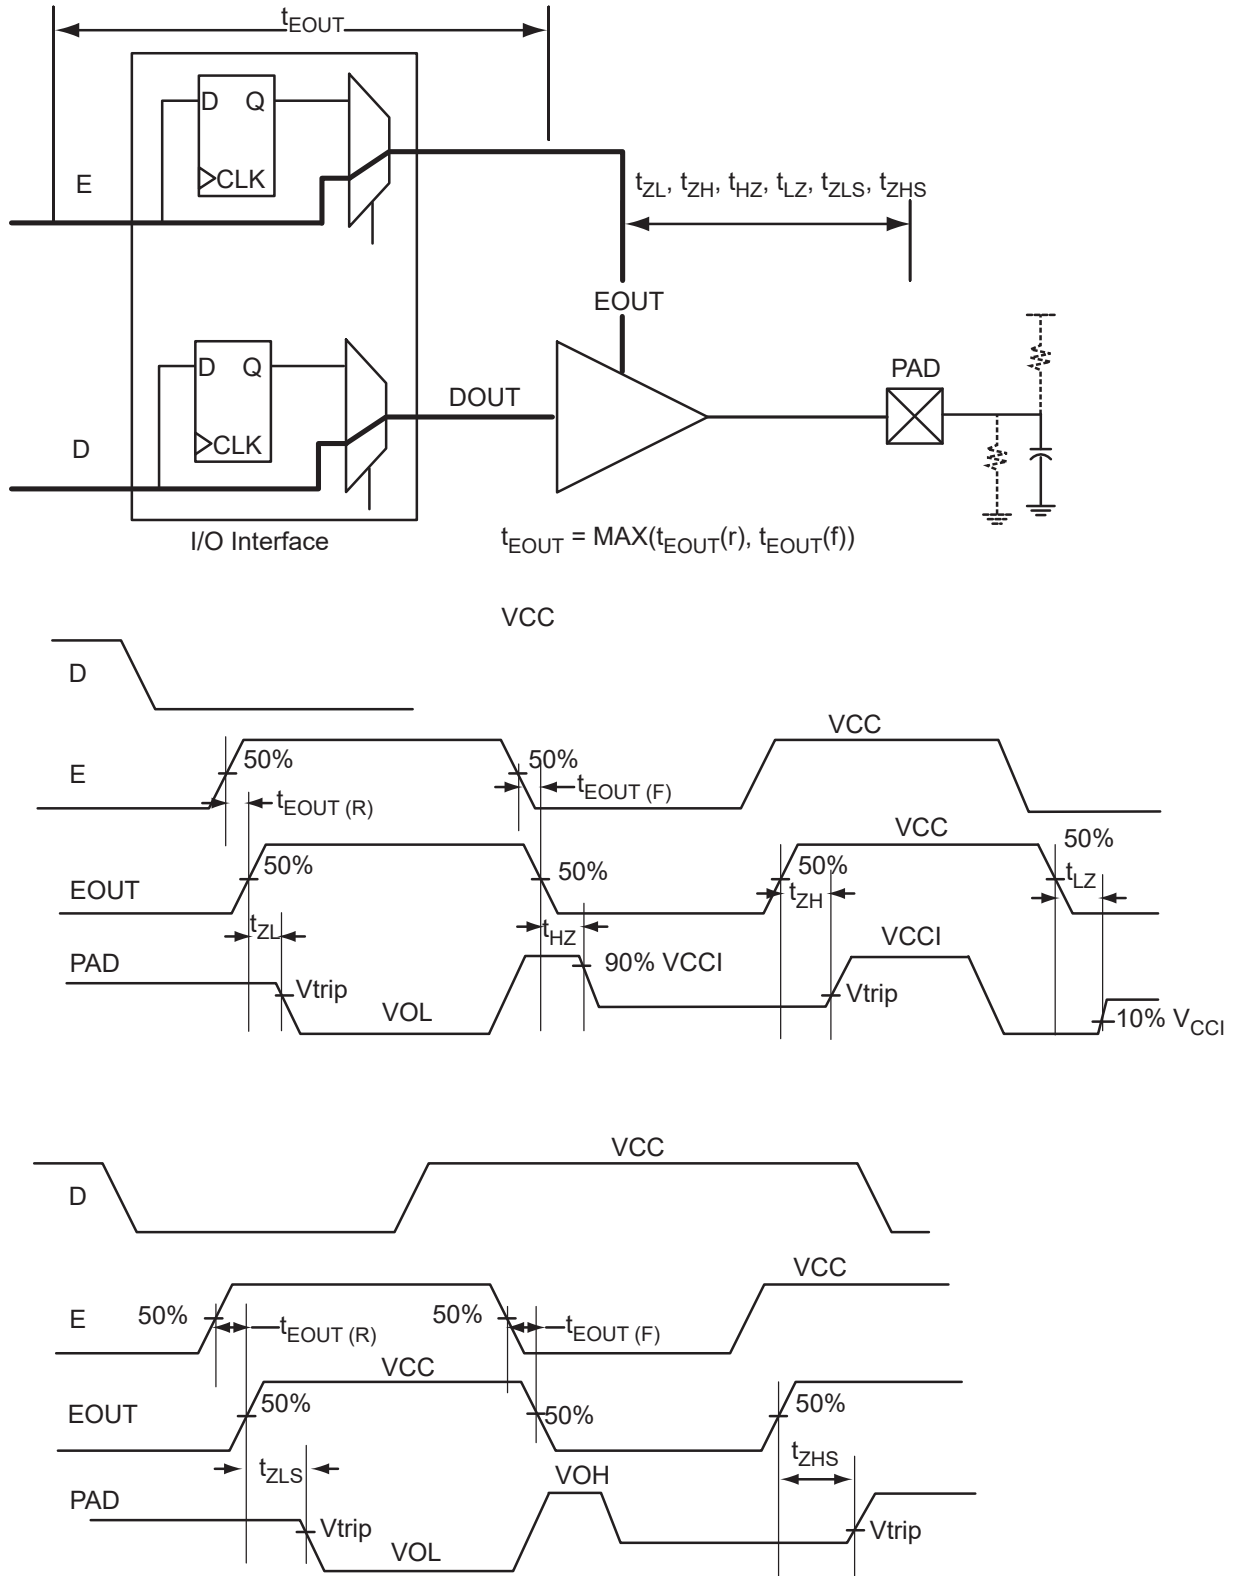 tEOUT
D Q
CLK
E
tZL, tZH, tHZ, tLZ, tZLS, tZHS
EOUT
D Q
CLK
D
DOUT
PAD
I/O Interface
tEOUT = MAX(tEOUT(r), tEOUT(f))
VCC
D
VCC
E
50%
50%
tEOUT (R)
tEOUT (F)
VCC
50%
EOUT
50%
50%
50%
tLZ
tZH
tZL
tHZ
VCCI
PAD
90% VCCI
Vtrip
Vtrip
VOL
10% VCCI
VCC
D
VCC
E
50%
50%
tEOUT (R)
tEOUT (F)
VCC
EOUT
50%
50%
50%
tZLS
tZHS
VOH
PAD
Vtrip
Vtrip
VOL